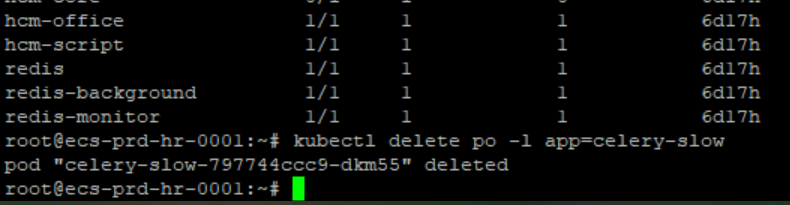 hcm-office 1/1 1 1 6d17h
hcm-script 1/1 1 1 6d17h
redis 1/1 1 1 6d17h
redis-background 1/1 1 1 6d17h
redis-monitor 1/1 1 1 6d17h
root@ecs-prd-hr-0001:~# kubectl delete po -l app=celery-slow
pod "celery-slow-797744ccc9-dkm55" deleted
root@ecs-prd-hr-0001:~#